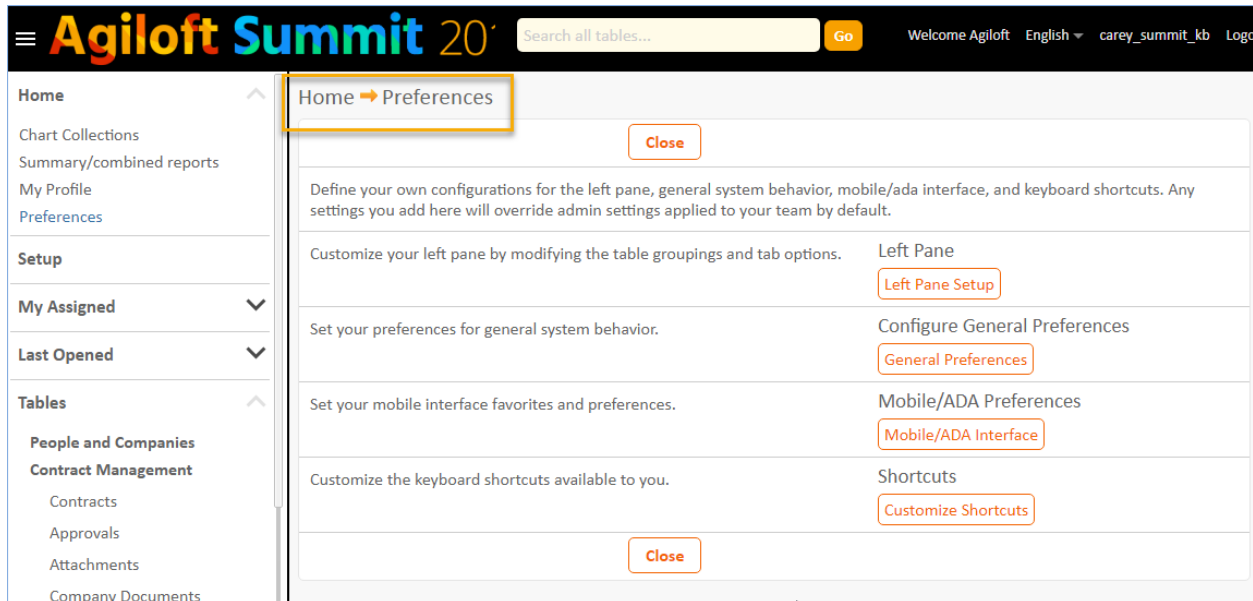 Agiloft Summit 20
Search all tables...
Go
Welcome Agiloft
English
carey_summit_kb
Home
Chart Collections
Summary/combined reports
My Profile
Preferences
Setup
My Assigned
Last Opened
Tables
People and Companies
Contract Management
Contracts
Approvals
Attachments
Company Documents
Home ➡ Preferences
Close
Define your own configurations for the left pane, general system behavior, mobile/ada interface, and keyboard shortcuts. Any
settings you add here will override admin settings applied to your team by default.
Customize your left pane by modifying the table groupings and tab options.
Left Pane
Left Pane Setup
Set your preferences for general system behavior.
Configure General Preferences
General Preferences
Set your mobile interface favorites and preferences.
Mobile/ADA Preferences
Mobile/ADA Interface
Customize the keyboard shortcuts available to you.
Shortcuts
Customize Shortcuts
Close